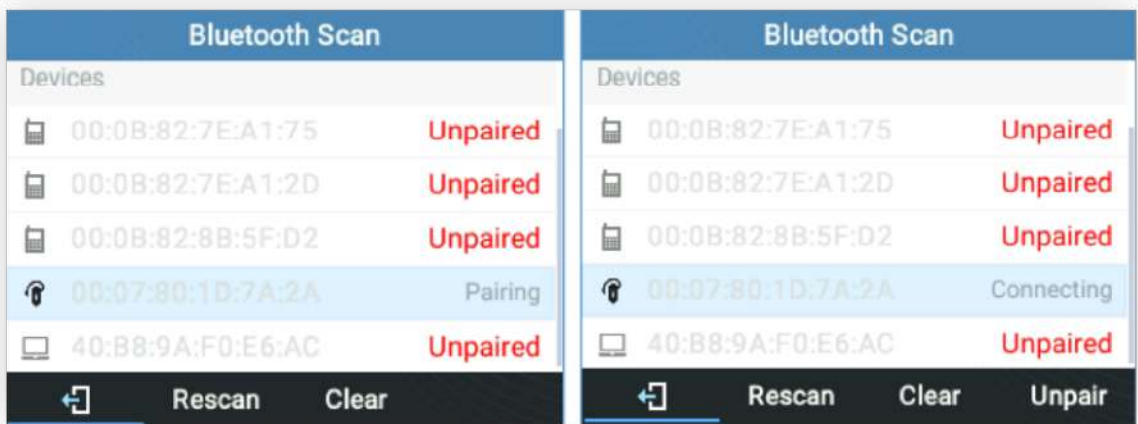 Bluetooth Scan
Devices
00:0B:82:7E:A1:75 Unpaired
00:0B:82:7E:A1:2D Unpaired
00:0B:82:8B:5F:D2 Unpaired
00:07:80:1D:7A:2A Pairing
40:B8:9A:F0:E6:AC Unpaired
Rescan Clear
Bluetooth Scan
Devices
00:0B:82:7E:A1:75 Unpaired
00:0B:82:7E:A1:2D Unpaired
00:0B:82:8B:5F:D2 Unpaired
00:07:80:1D:7A:2A Connecting
40:B8:9A:F0:E6:AC Unpaired
Rescan Clear Unpair